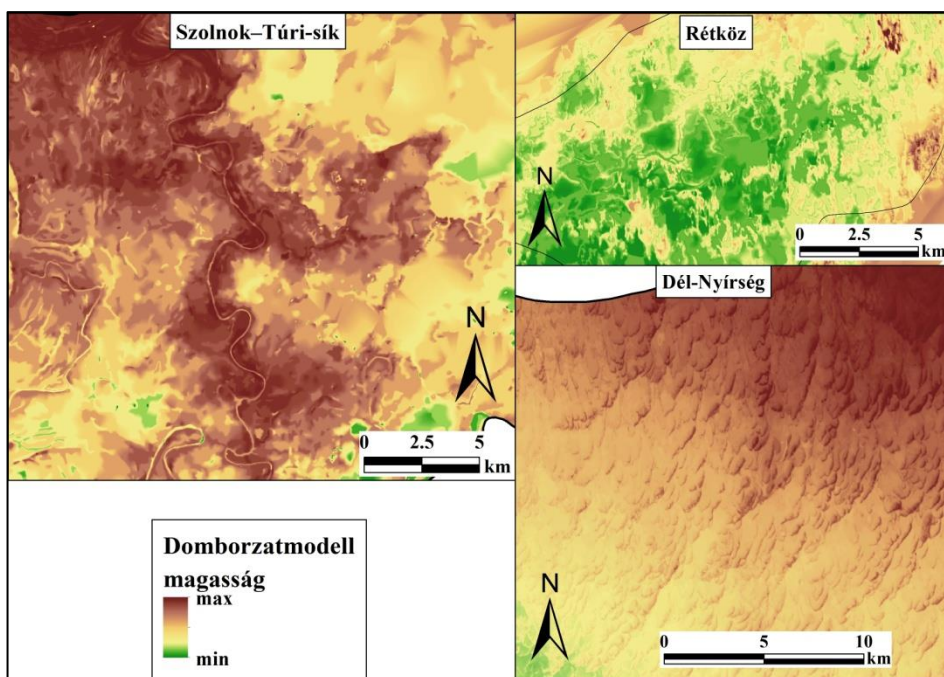 Szolnok–Túri-sík
N
0 2.5 5
km
Rétköz
N
0 2.5 5
km
Dél-Nyírség
N
0 5 10
km
Domborzatmodell
magasság
max
min